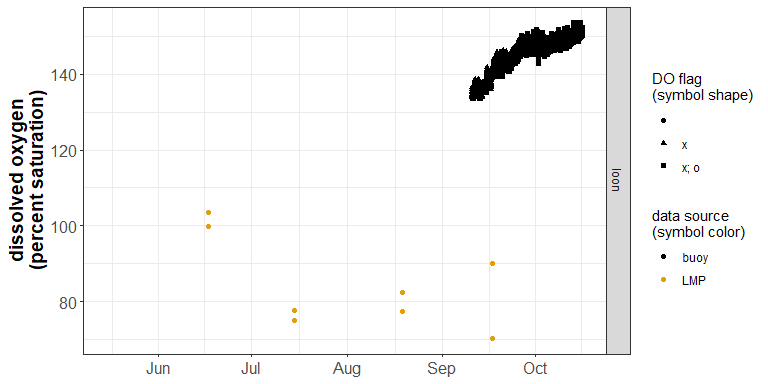 dissolved oxygen
(percent saturation)
140
120
100
80
Jun
Jul
Aug
Sep
Oct
loon
DO flag
(symbol shape)
x
x; o
data source
(symbol color)
buoy
LMP